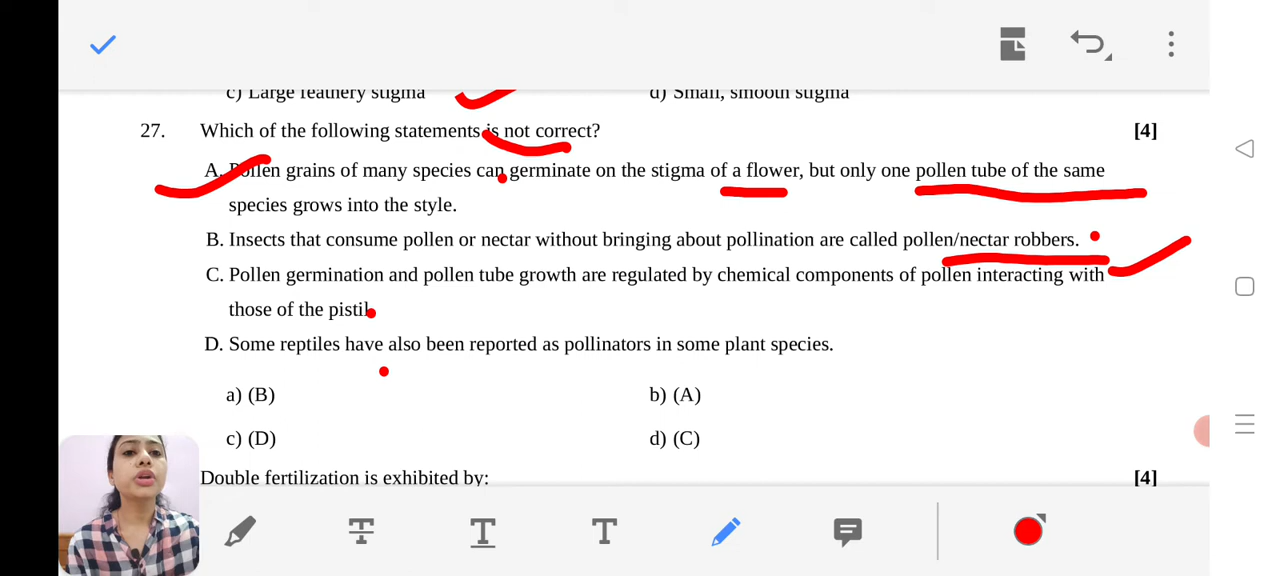 c) Large feathery stigma d) Small, smooth stigma
27. Which of the following statements is not correct? [4]
A. Pollen grains of many species can germinate on the stigma of a flower, but only one pollen tube of the same
species grows into the style.
B. Insects that consume pollen or nectar without bringing about pollination are called pollen/nectar robbers.
C. Pollen germination and pollen tube growth are regulated by chemical components of pollen interacting with
those of the pistil.
D. Some reptiles have also been reported as pollinators in some plant species.
a) (B) b) (A)
c) (D) d) (C)
Double fertilization is exhibited by: [4]
T T T